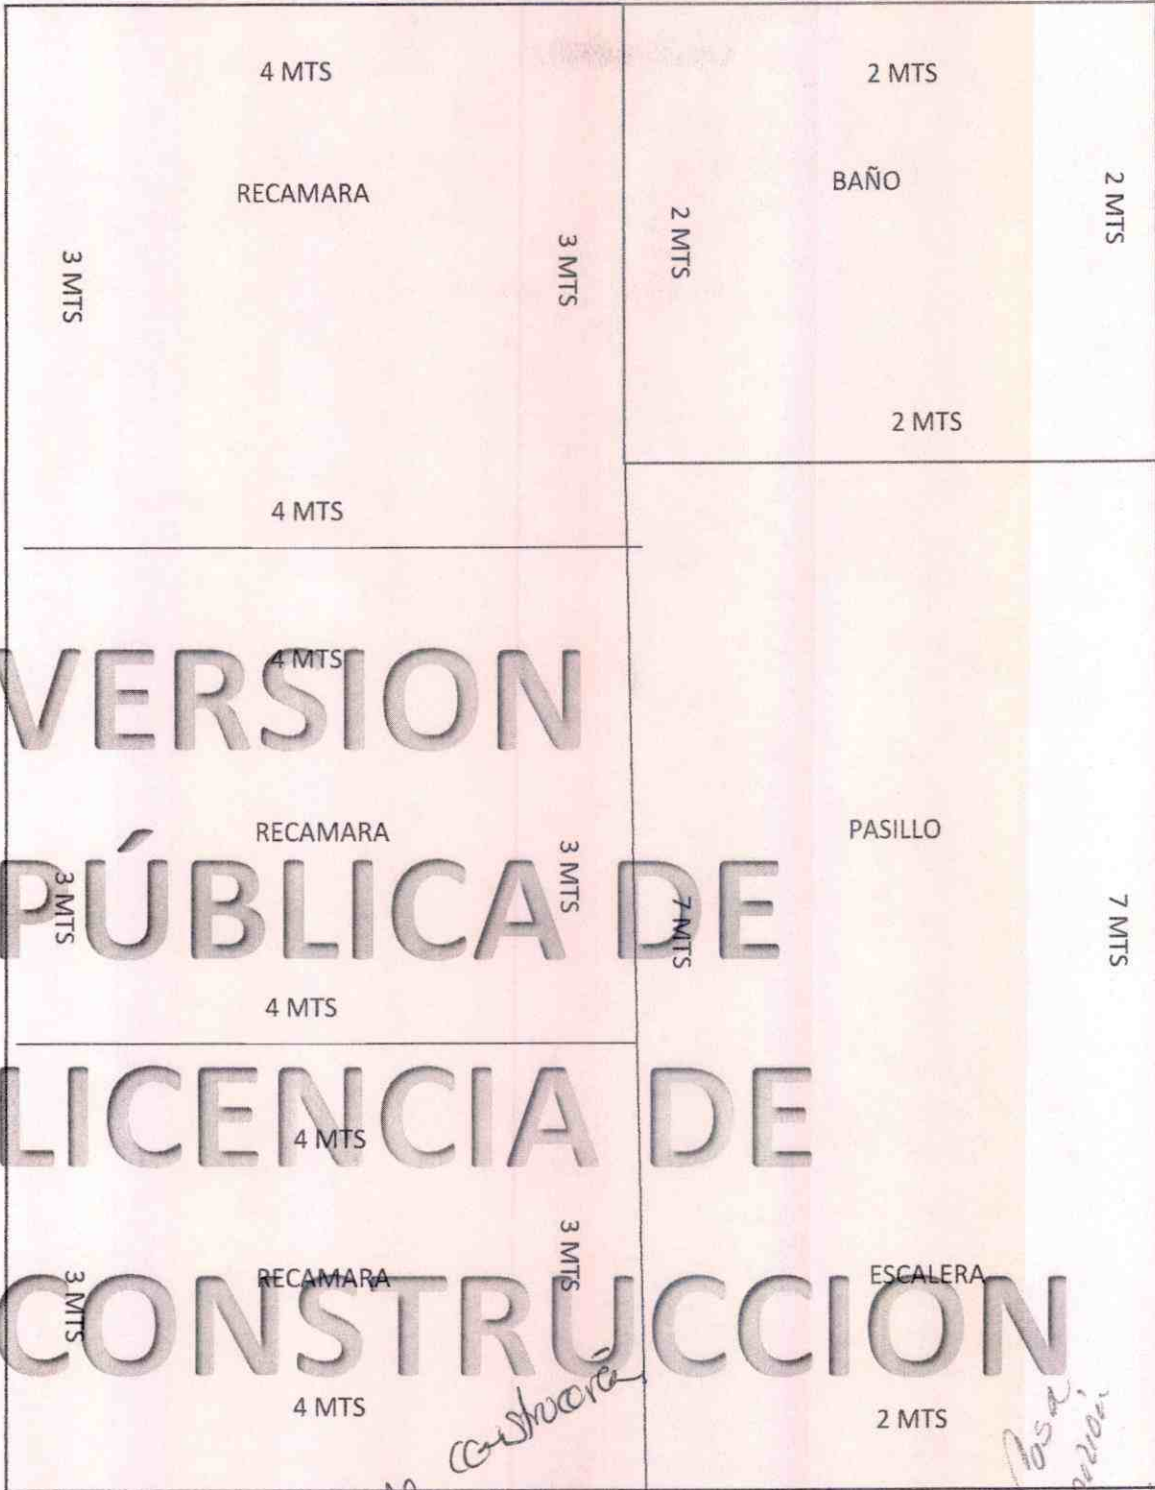 4 MTS
2 MTS
RECAMARA
BAÑO
3 MTS
3 MTS
2 MTS
2 MTS
2 MTS
4 MTS
4 MTS
VERSION
RECAMARA
PASILLO
3 MTS
3 MTS
7 MTS
7 MTS
PÚBLICA DE
4 MTS
LICENCIA DE
4 MTS
3 MTS
3 MTS
RECAMARA
ESCALERA
CONSTRUCCION
4 MTS
2 MTS